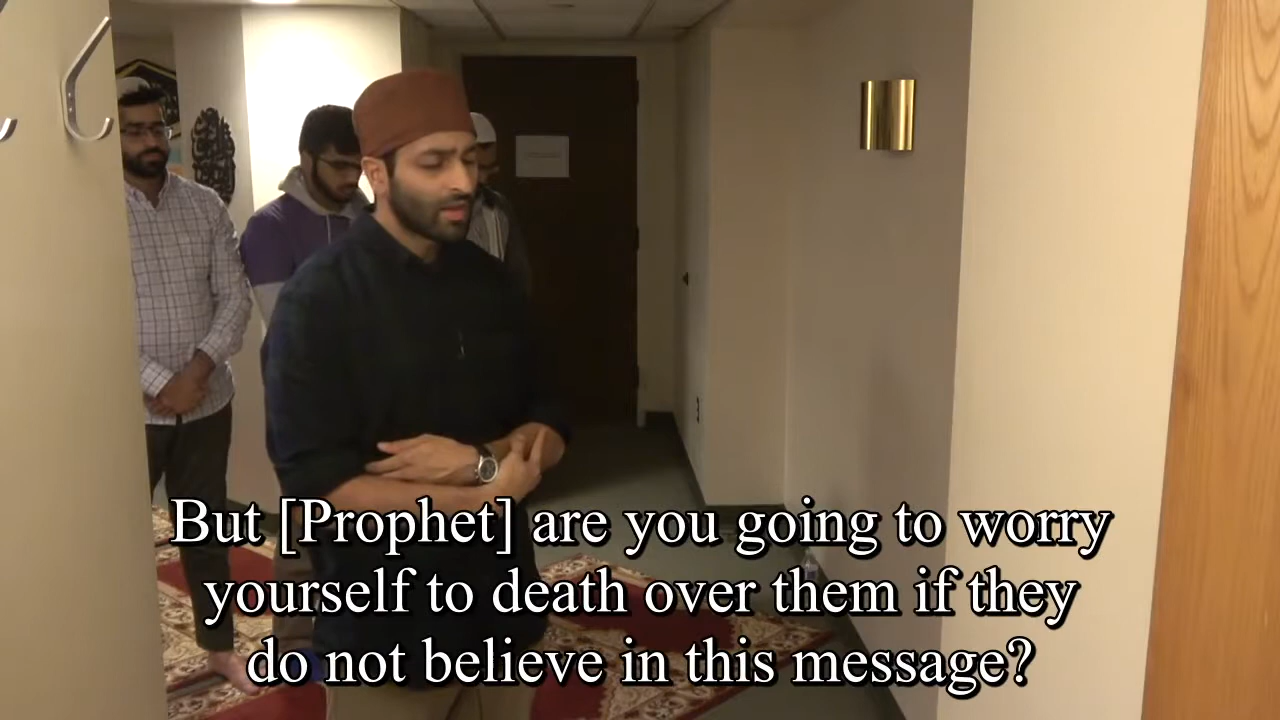 But [Prophet] are you going to worry
yourself to death over them if they
do not believe in this message?